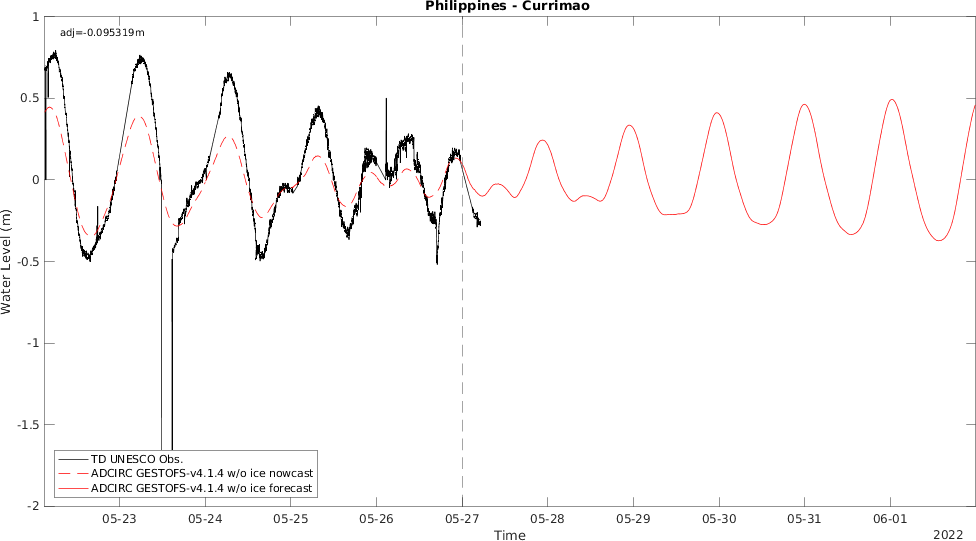 Philippines - Currimao
adj=-0.095319m
1
0.5
0
-0.5
-1
-1.5
-2
Water Level (m)
TD UNESCO Obs.
ADCIRC GESTOFS-v4.1.4 w/o ice nowcast
ADCIRC GESTOFS-v4.1.4 w/o ice forecast
05-23 05-24 05-25 05-26 05-27 05-28 05-29 05-30 05-31 06-01
Time
2022